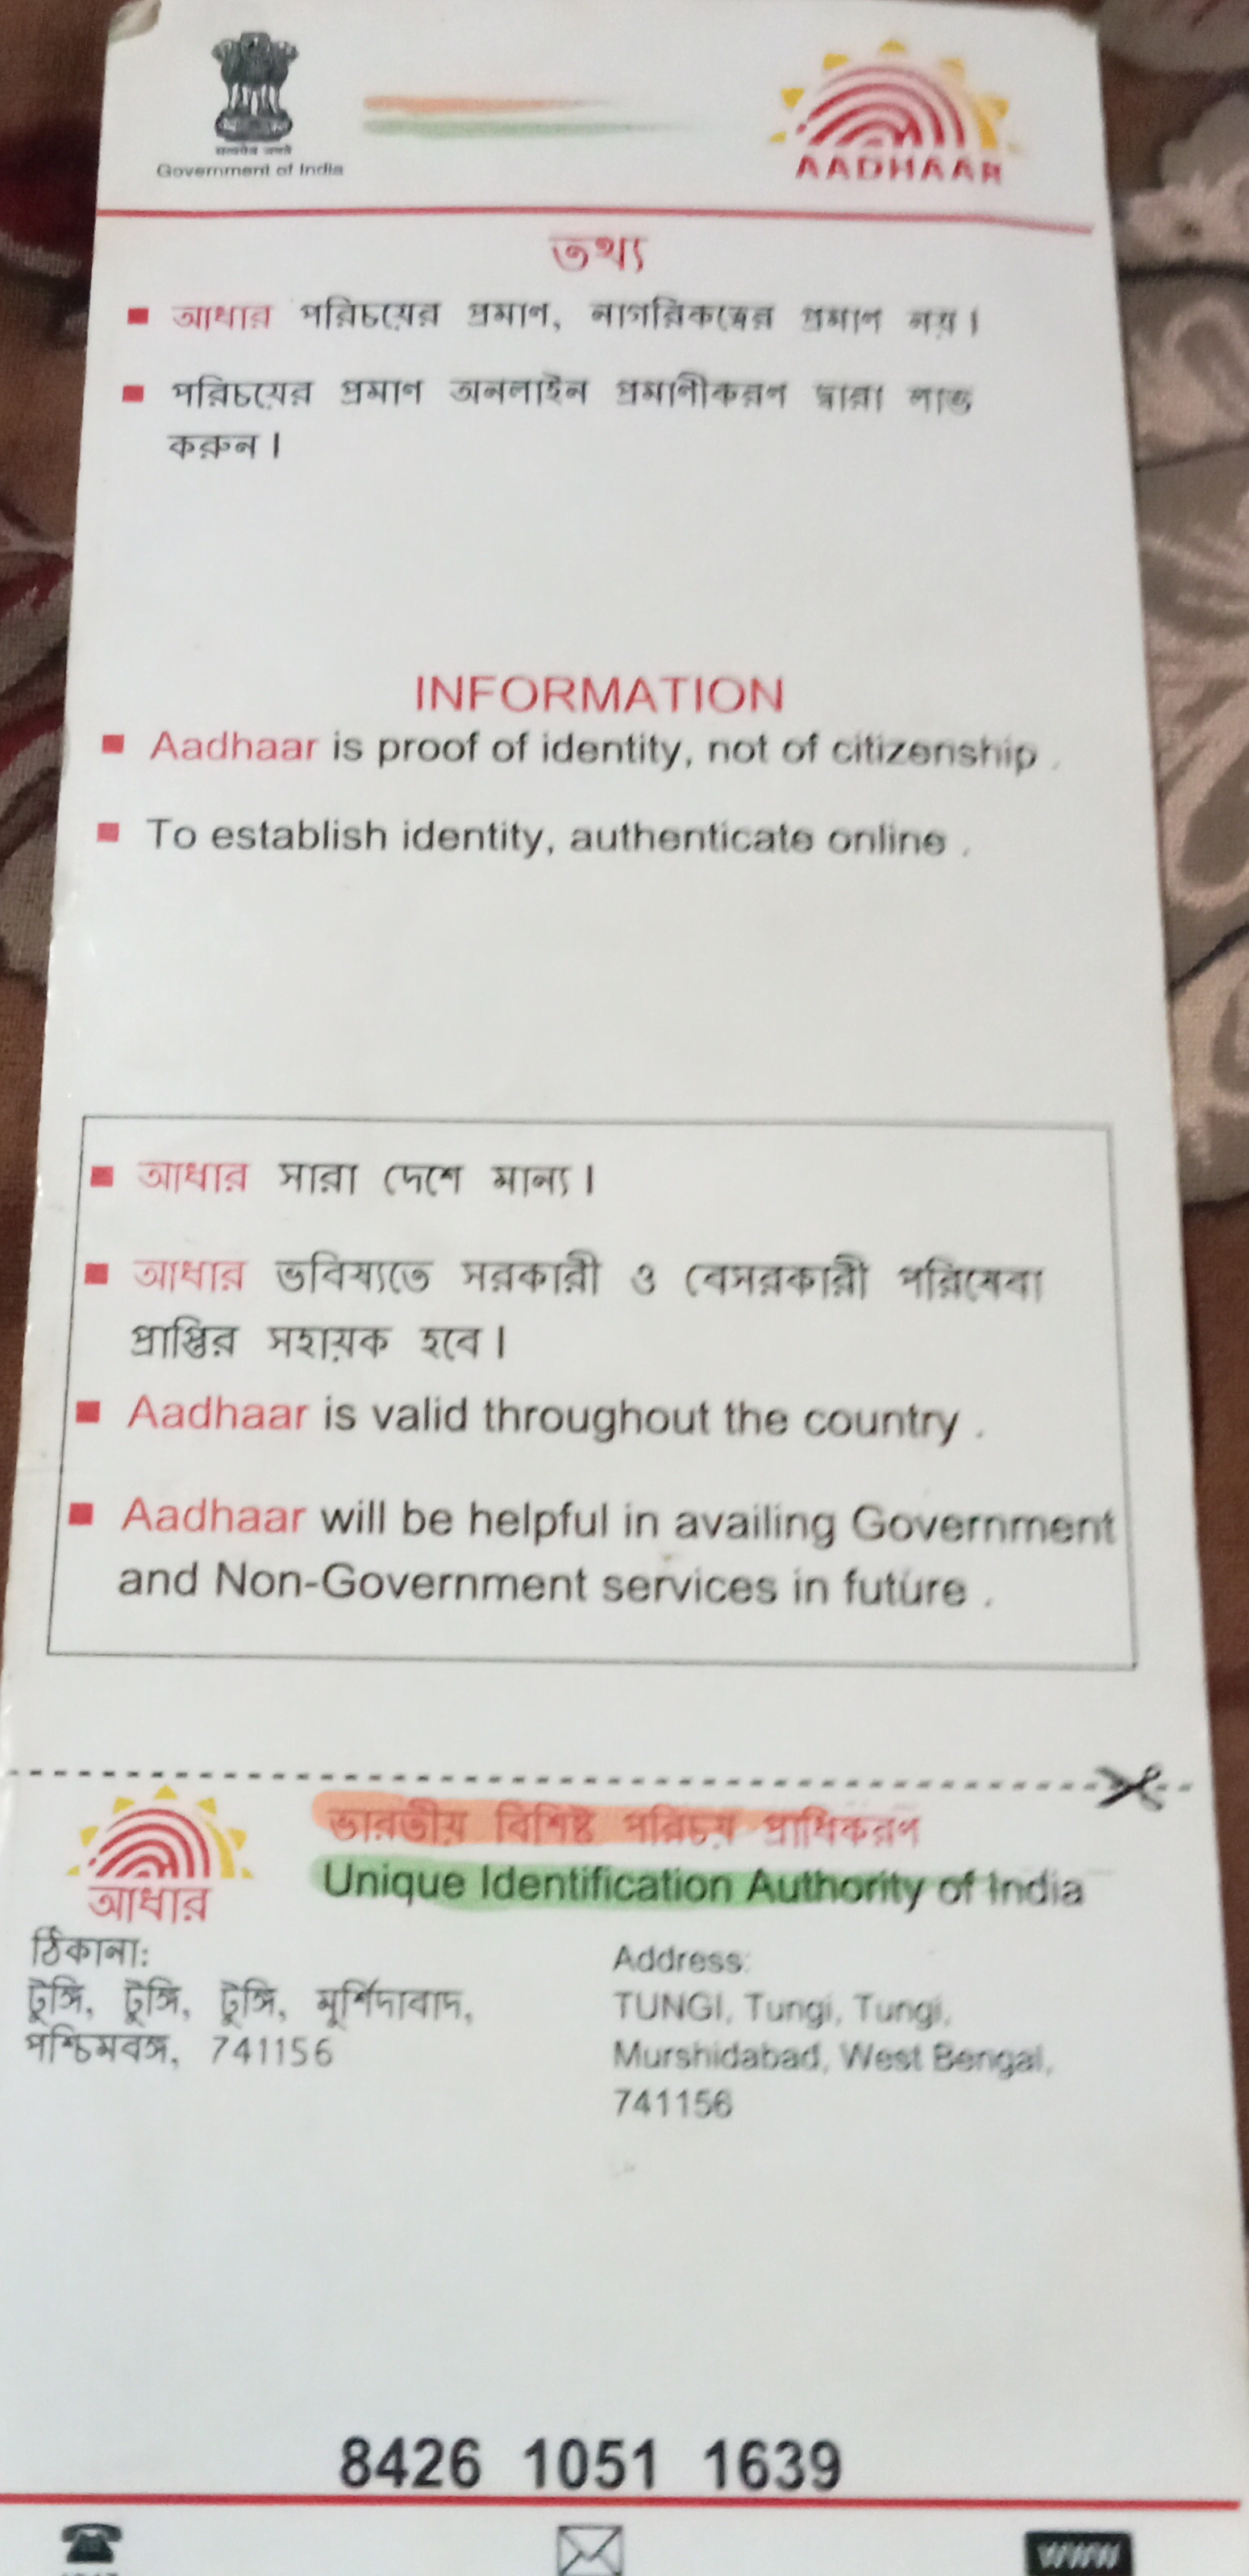 सत्यमेव जयते
Government of India
AADHAAR
তথ্য
আধার পরিচয়ের প্রমাণ, নাগরিকত্বের প্রমাণ নয়।
পরিচয়ের প্রমাণ অনলাইন প্রমাণীকরণ দ্বারা লাভ
করুন।
INFORMATION
Aadhaar is proof of identity, not of citizenship .
To establish identity, authenticate online .
আধার সারা দেশে মান্য।
আধার ভবিষ্যতে সরকারী ও বেসরকারী পরিষেবা
প্রাপ্তির সহায়ক হবে।
Aadhaar is valid throughout the country .
Aadhaar will be helpful in availing Government
and Non-Government services in future .
ভারতীয় বিশিষ্ট পরিচয় প্রাধিকরণ
Unique Identification Authority of India
আধার
ঠিকানা:
টুঙ্গি, টুঙ্গি, টুঙ্গি, মুর্শিদাবাদ,
পশ্চিমবঙ্গ, 741156
Address:
TUNGI, Tungi, Tungi,
Murshidabad, West Bengal,
741156
8426 1051 1639
www